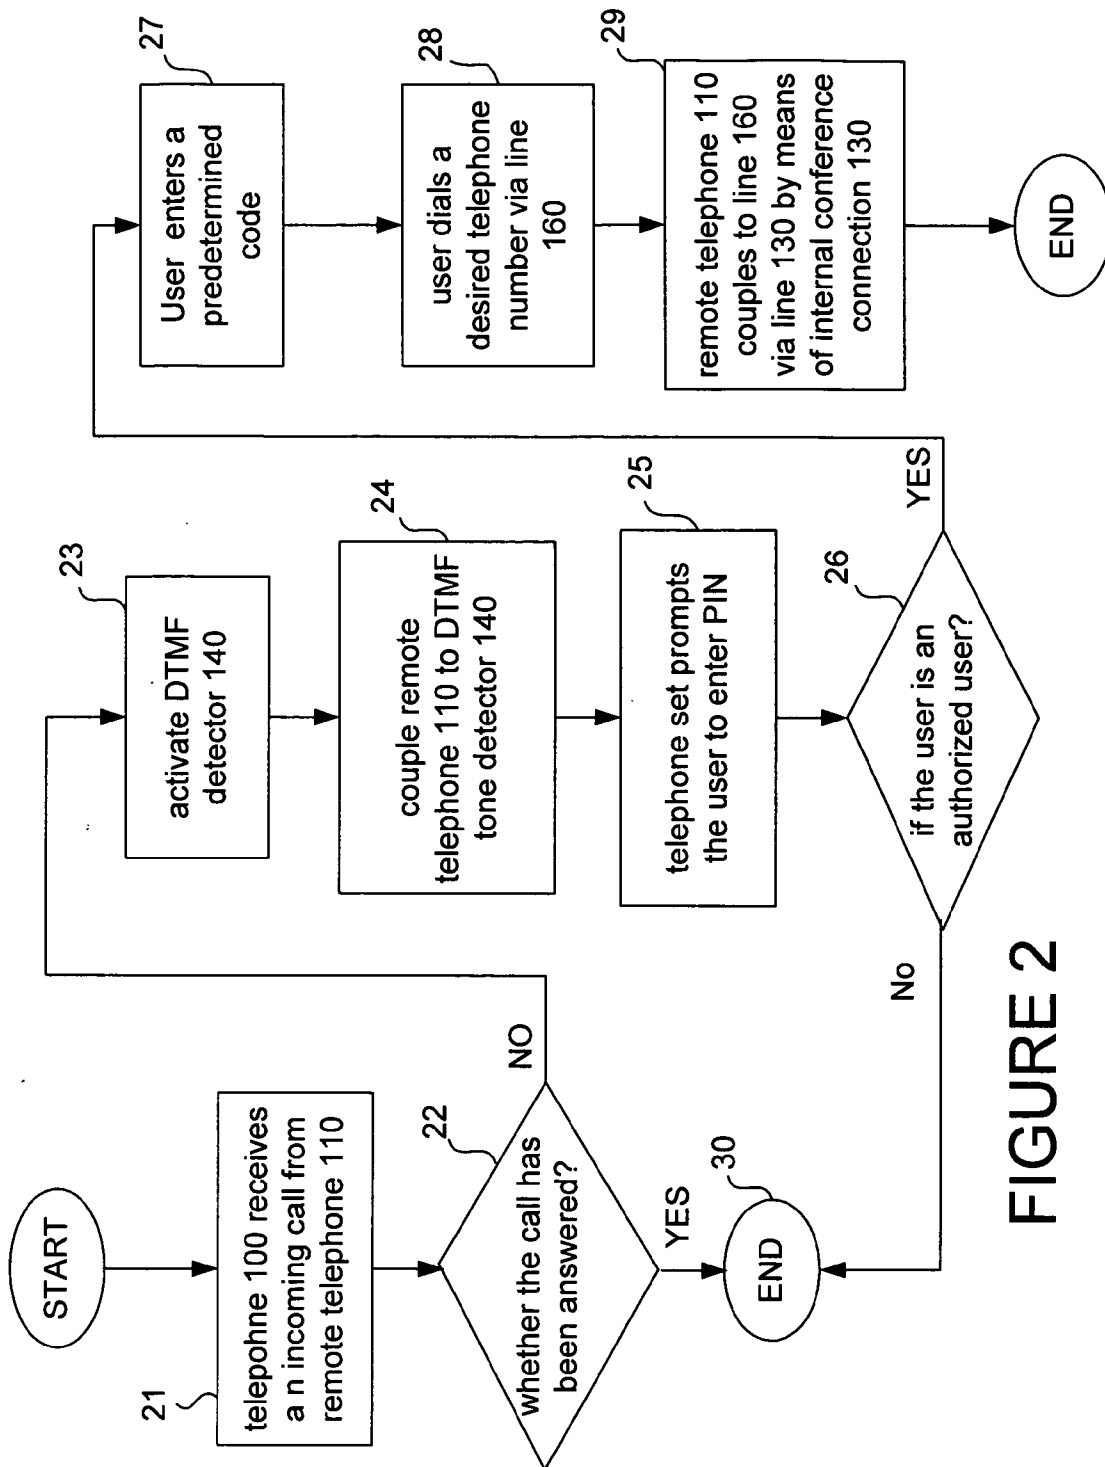 START
21
telepohne 100 receives
a n incoming call from
remote telephone 110
22
whether the call has
been answered?
NO
YES
30
END
23
activate DTMF
detector 140
24
couple remote
telephone 110 to DTMF
tone detector 140
25
telephone set prompts
the user to enter PIN
26
if the user is an
authorized user?
No
YES
27
User enters a
predetermined
code
28
user dials a
desired telephone
number via line
160
29
remote telephone 110
couples to line 160
via line 130 by means
of internal conference
connection 130
END
FIGURE 2